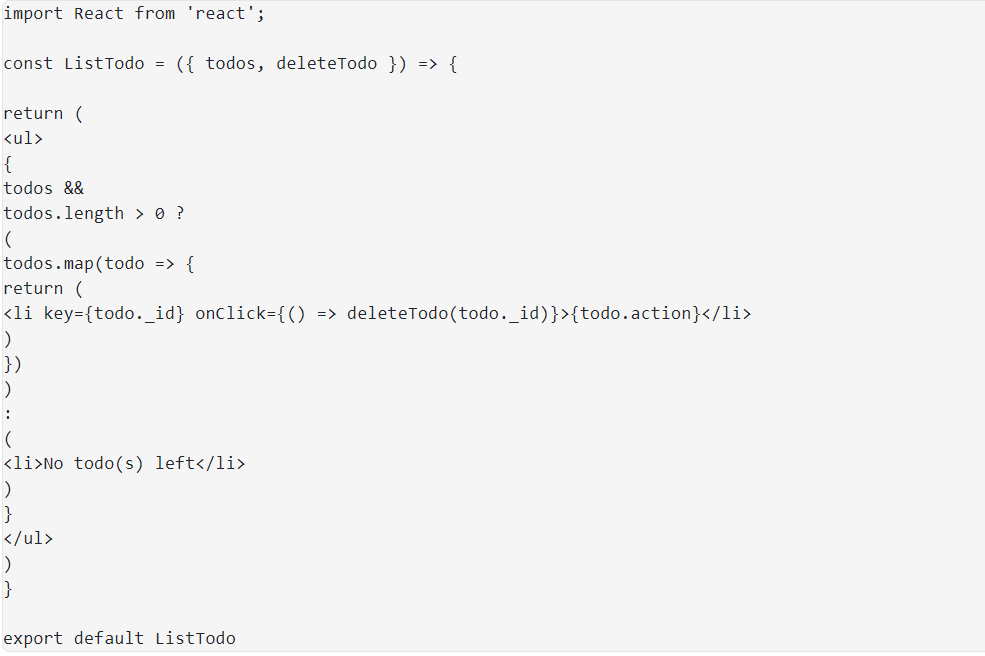 import React from 'react';
const ListTodo = ({ todos, deleteTodo }) => {
return (
<ul>
{
todos &&
todos.length > 0 ?
(
todos.map(todo => {
return (
<li key={todo._id} onClick={() => deleteTodo(todo._id)}>{todo.action}</li>
)
})
)
:
(
<li>No todo(s) left</li>
)
}
</ul>
)
}
export default ListTodo